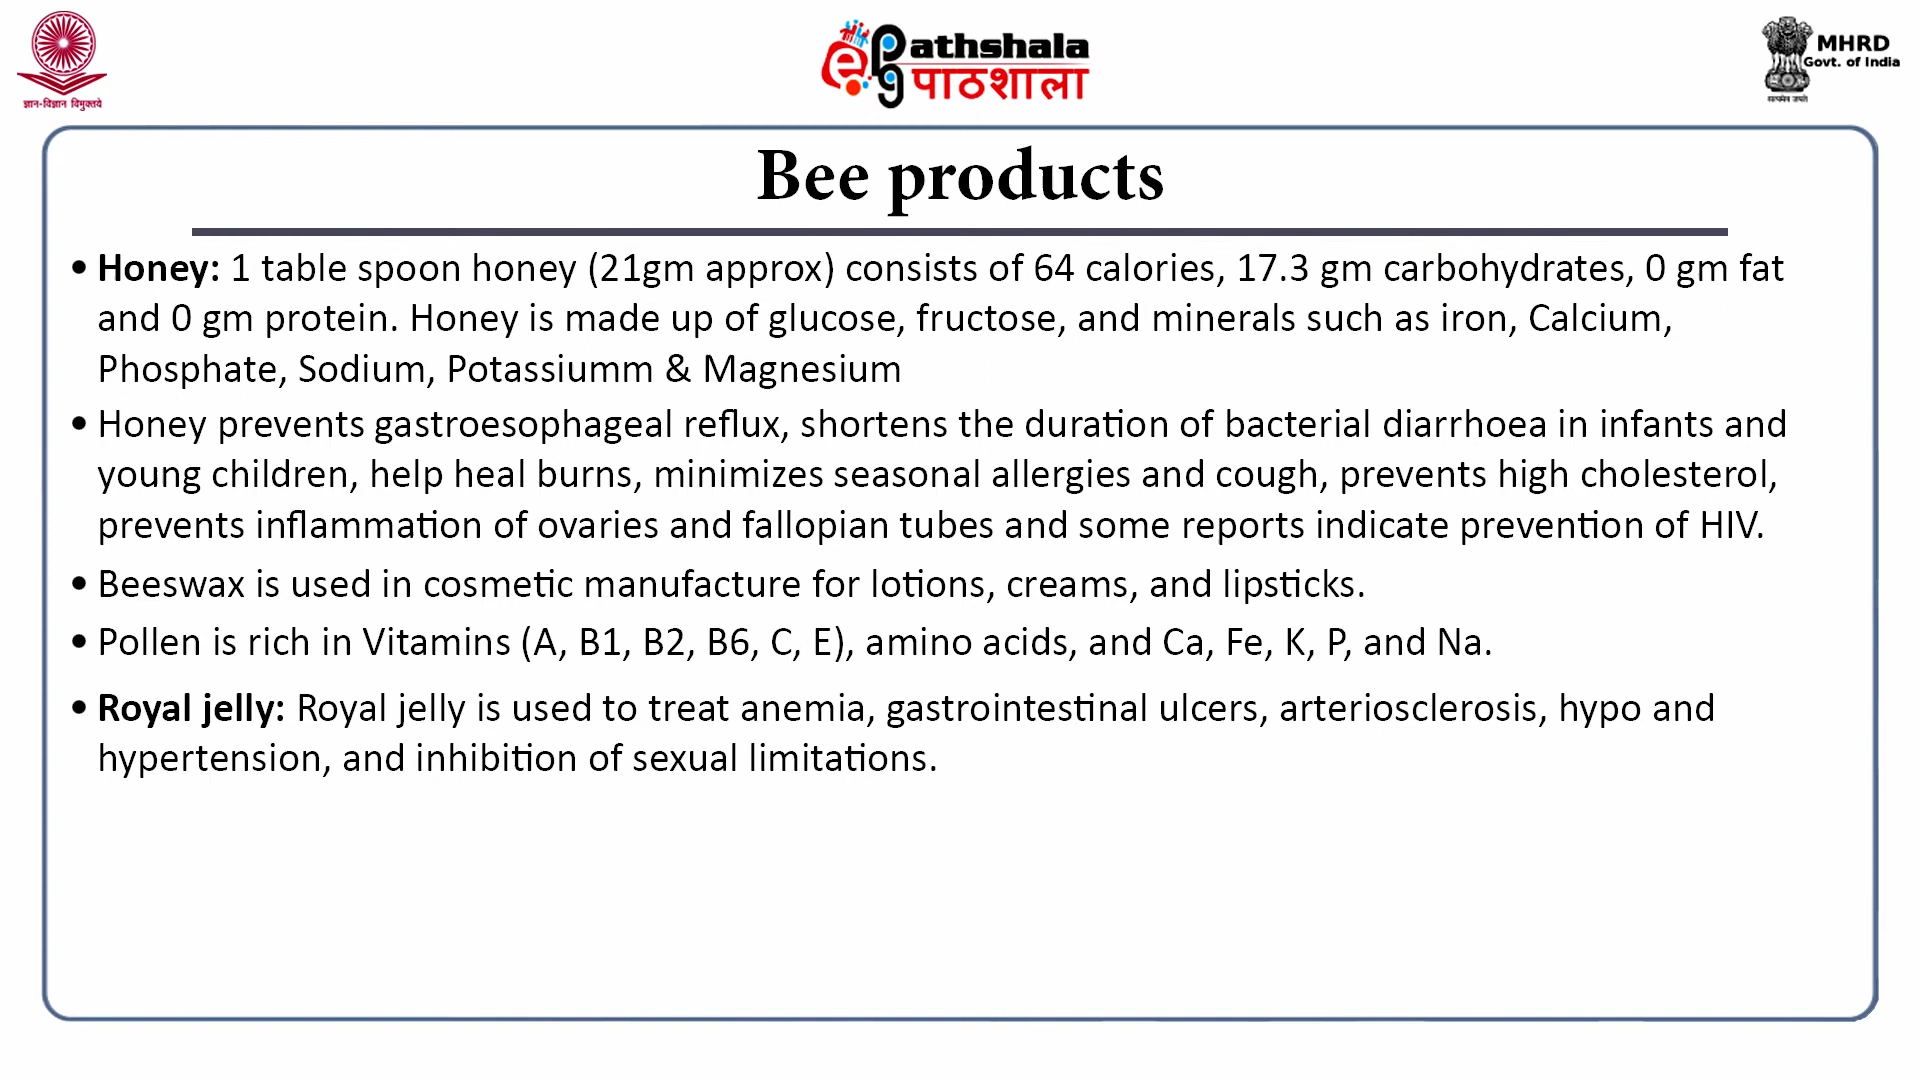 ज्ञान-विज्ञान विमुक्तये
ePathshala
पाठशाला
MHRD
Govt. of India
सत्यमेव जयते
Bee products
• Honey: 1 table spoon honey (21gm approx) consists of 64 calories, 17.3 gm carbohydrates, 0 gm fat
and 0 gm protein. Honey is made up of glucose, fructose, and minerals such as iron, Calcium,
Phosphate, Sodium, Potassiumm & Magnesium
• Honey prevents gastroesophageal reflux, shortens the duration of bacterial diarrhoea in infants and
young children, help heal burns, minimizes seasonal allergies and cough, prevents high cholesterol,
prevents inflammation of ovaries and fallopian tubes and some reports indicate prevention of HIV.
• Beeswax is used in cosmetic manufacture for lotions, creams, and lipsticks.
• Pollen is rich in Vitamins (A, B1, B2, B6, C, E), amino acids, and Ca, Fe, K, P, and Na.
• Royal jelly: Royal jelly is used to treat anemia, gastrointestinal ulcers, arteriosclerosis, hypo and
hypertension, and inhibition of sexual limitations.